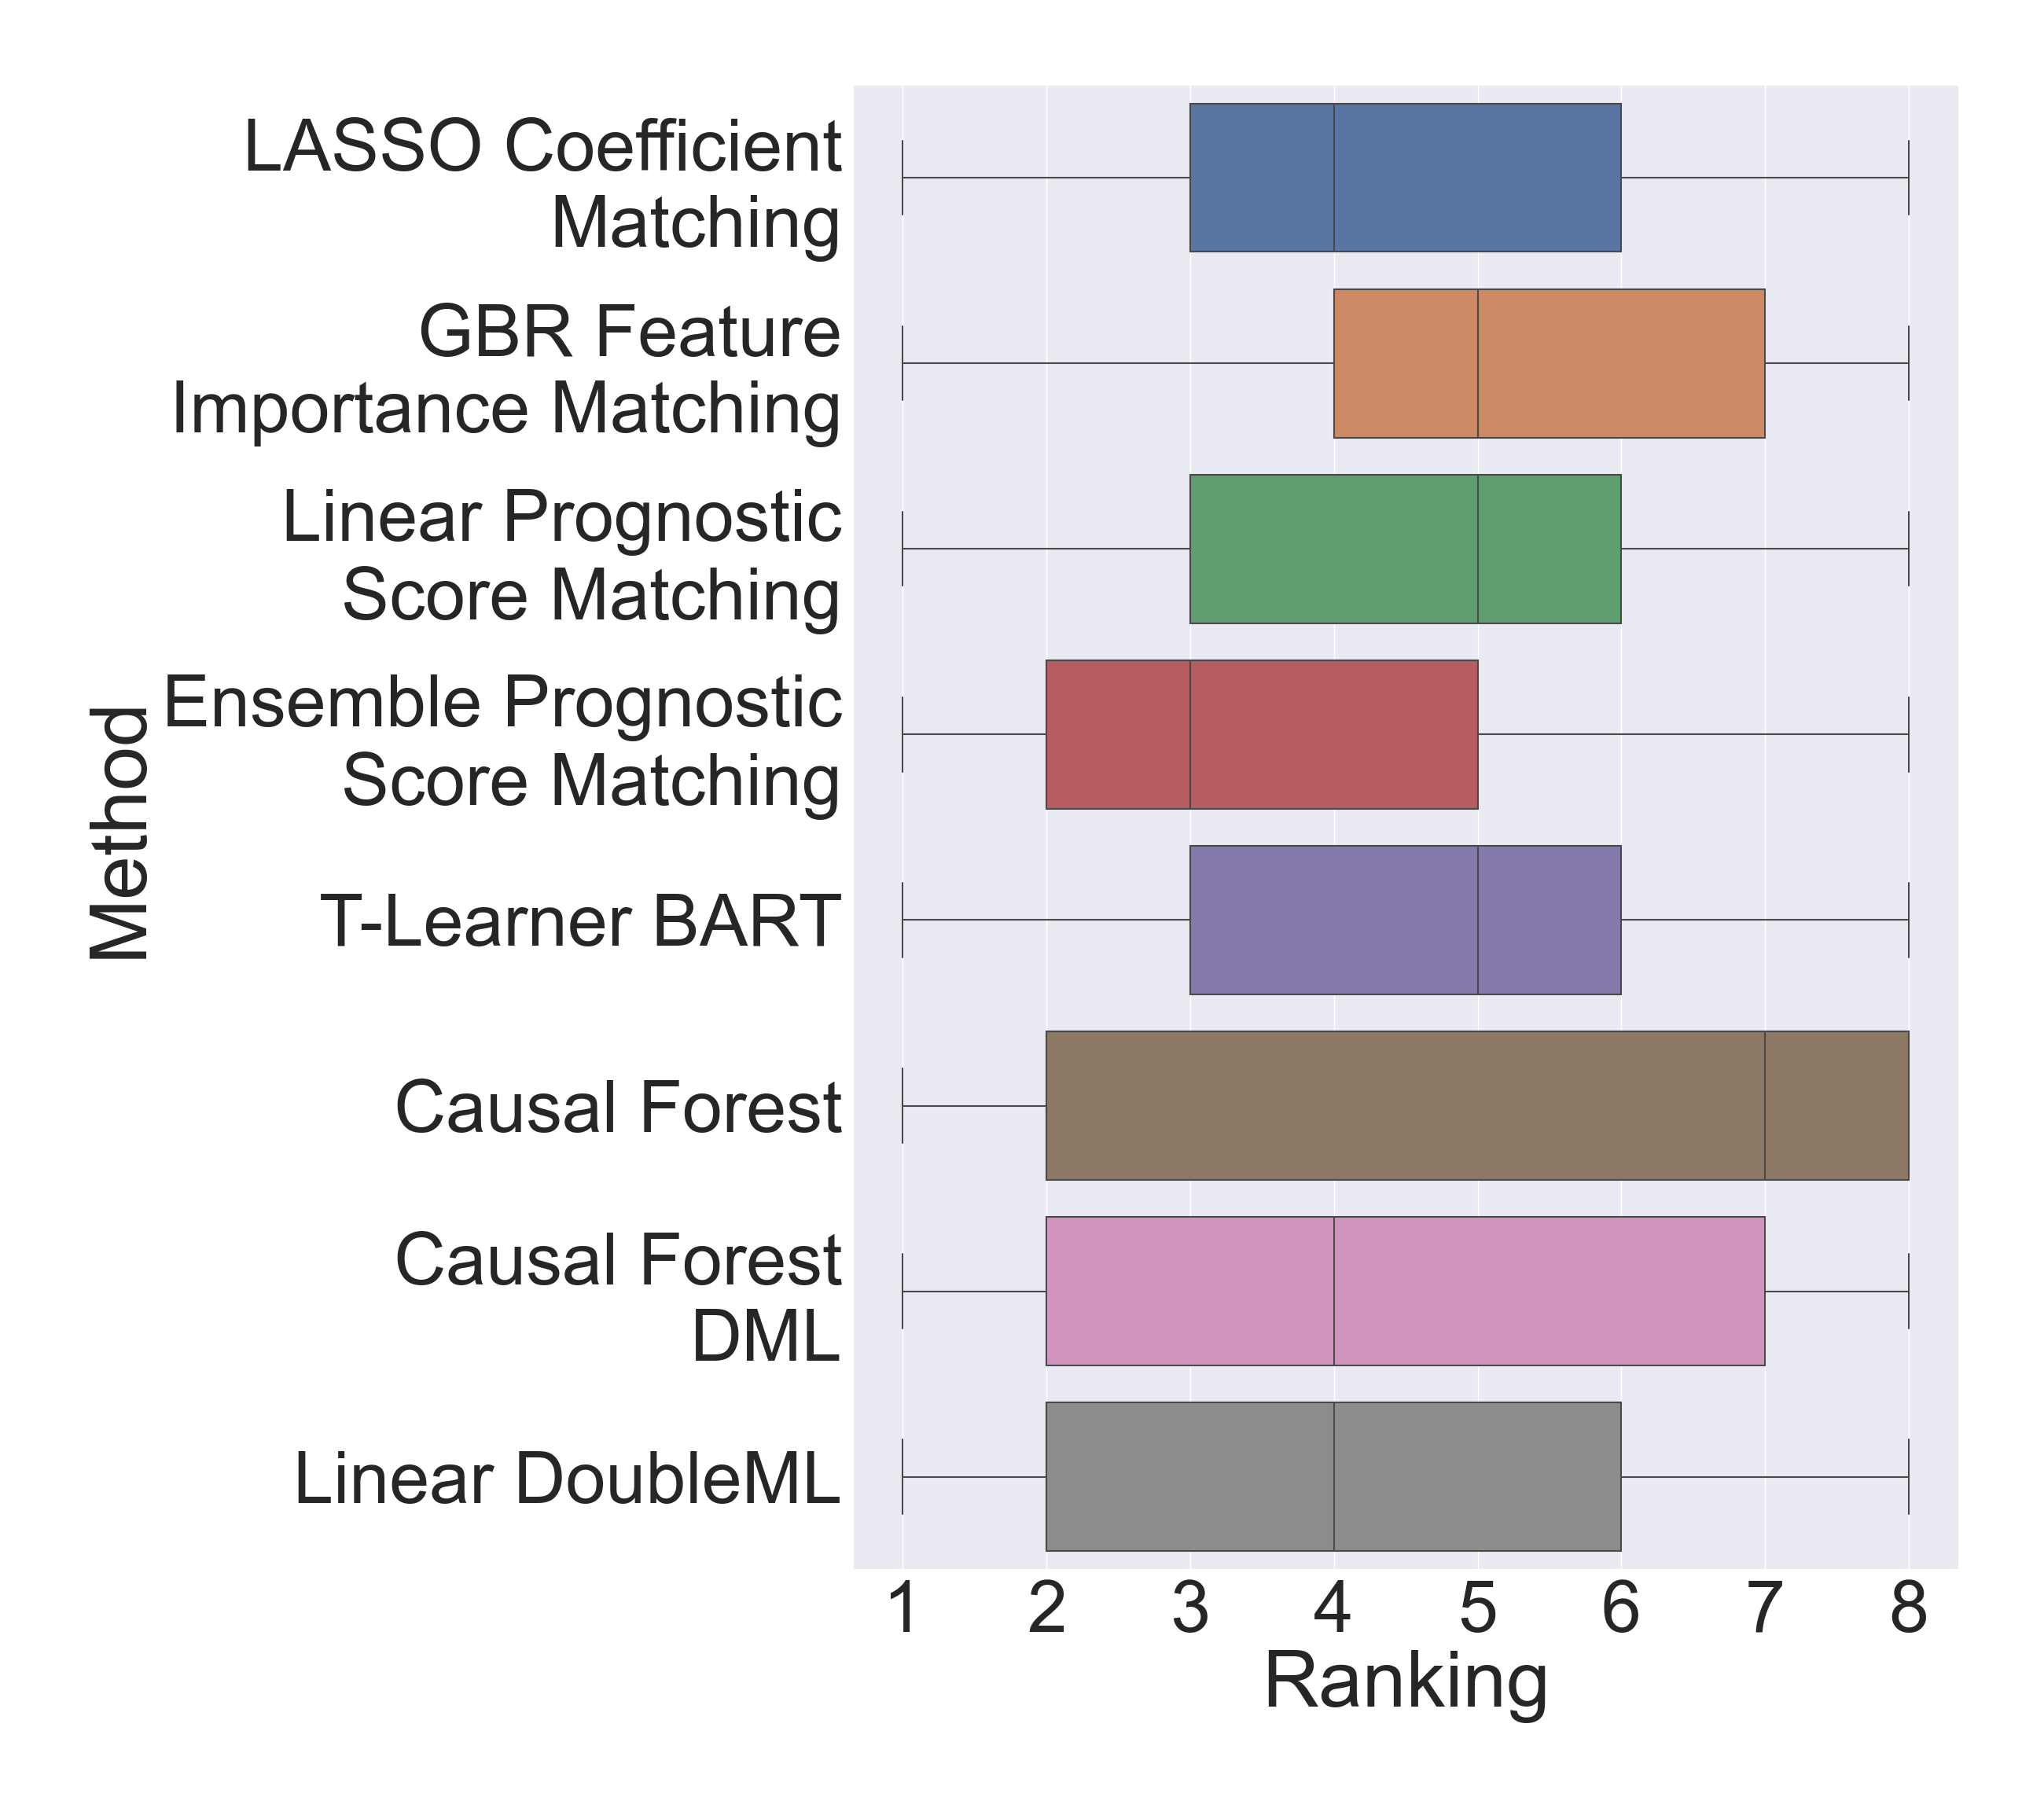 LASSO Coefficient
Matching
GBR Feature
Importance Matching
Linear Prognostic
Score Matching
Ensemble Prognostic
Score Matching
T-Learner BART
Causal Forest
Causal Forest
DML
Linear DoubleML
Method
1 2 3 4 5 6 7 8
Ranking